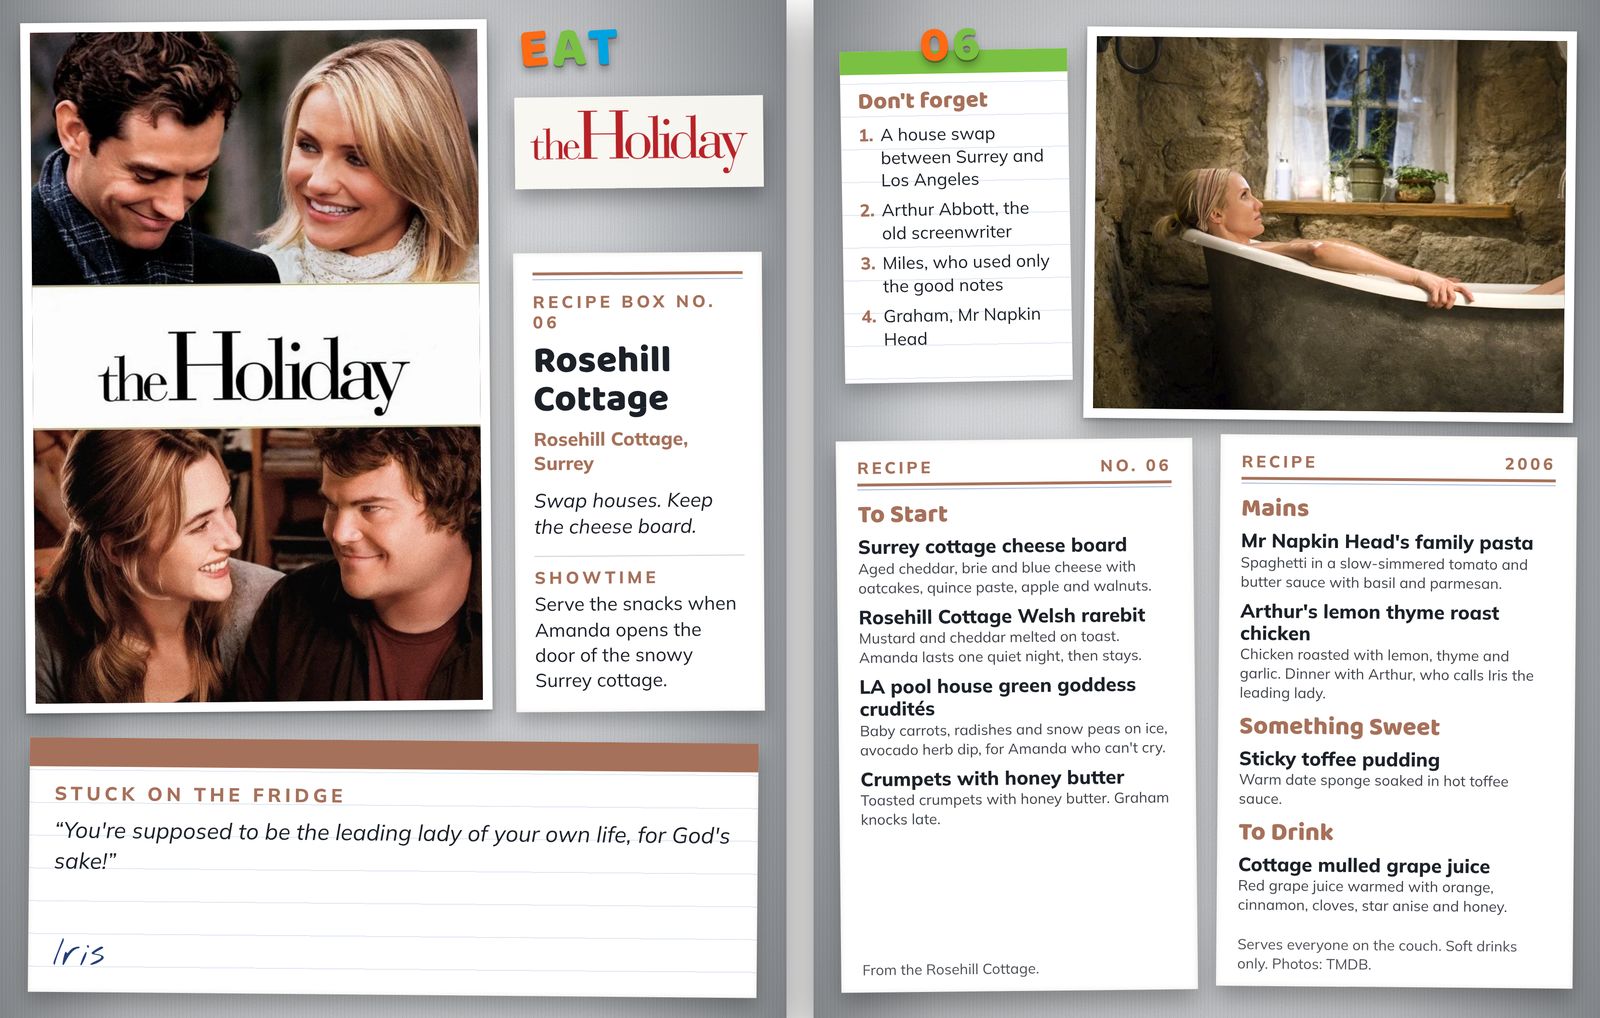 EAT
the Holiday
the Holiday
RECIPE BOX NO.
06
Rosehill
Cottage
Rosehill Cottage,
Surrey
Swap houses. Keep
the cheese board.
SHOWTIME
Serve the snacks when
Amanda opens the
door of the snowy
Surrey cottage.
STUCK ON THE FRIDGE
“You're supposed to be the leading lady of your own life, for God's
sake!”
Iris
06
Don't forget
1. A house swap
between Surrey and
Los Angeles
2. Arthur Abbott, the
old screenwriter
3. Miles, who used only
the good notes
4. Graham, Mr Napkin
Head
RECIPE NO. 06
To Start
Surrey cottage cheese board
Aged cheddar, brie and blue cheese with
oatcakes, quince paste, apple and walnuts.
Rosehill Cottage Welsh rarebit
Mustard and cheddar melted on toast.
Amanda lasts one quiet night, then stays.
LA pool house green goddess
crudités
Baby carrots, radishes and snow peas on ice,
avocado herb dip, for Amanda who can't cry.
Crumpets with honey butter
Toasted crumpets with honey butter. Graham
knocks late.
From the Rosehill Cottage.
RECIPE 2006
Mains
Mr Napkin Head's family pasta
Spaghetti in a slow-simmered tomato and
butter sauce with basil and parmesan.
Arthur's lemon thyme roast
chicken
Chicken roasted with lemon, thyme and
garlic. Dinner with Arthur, who calls Iris the
leading lady.
Something Sweet
Sticky toffee pudding
Warm date sponge soaked in hot toffee
sauce.
To Drink
Cottage mulled grape juice
Red grape juice warmed with orange,
cinnamon, cloves, star anise and honey.
Serves everyone on the couch. Soft drinks
only. Photos: TMDB.